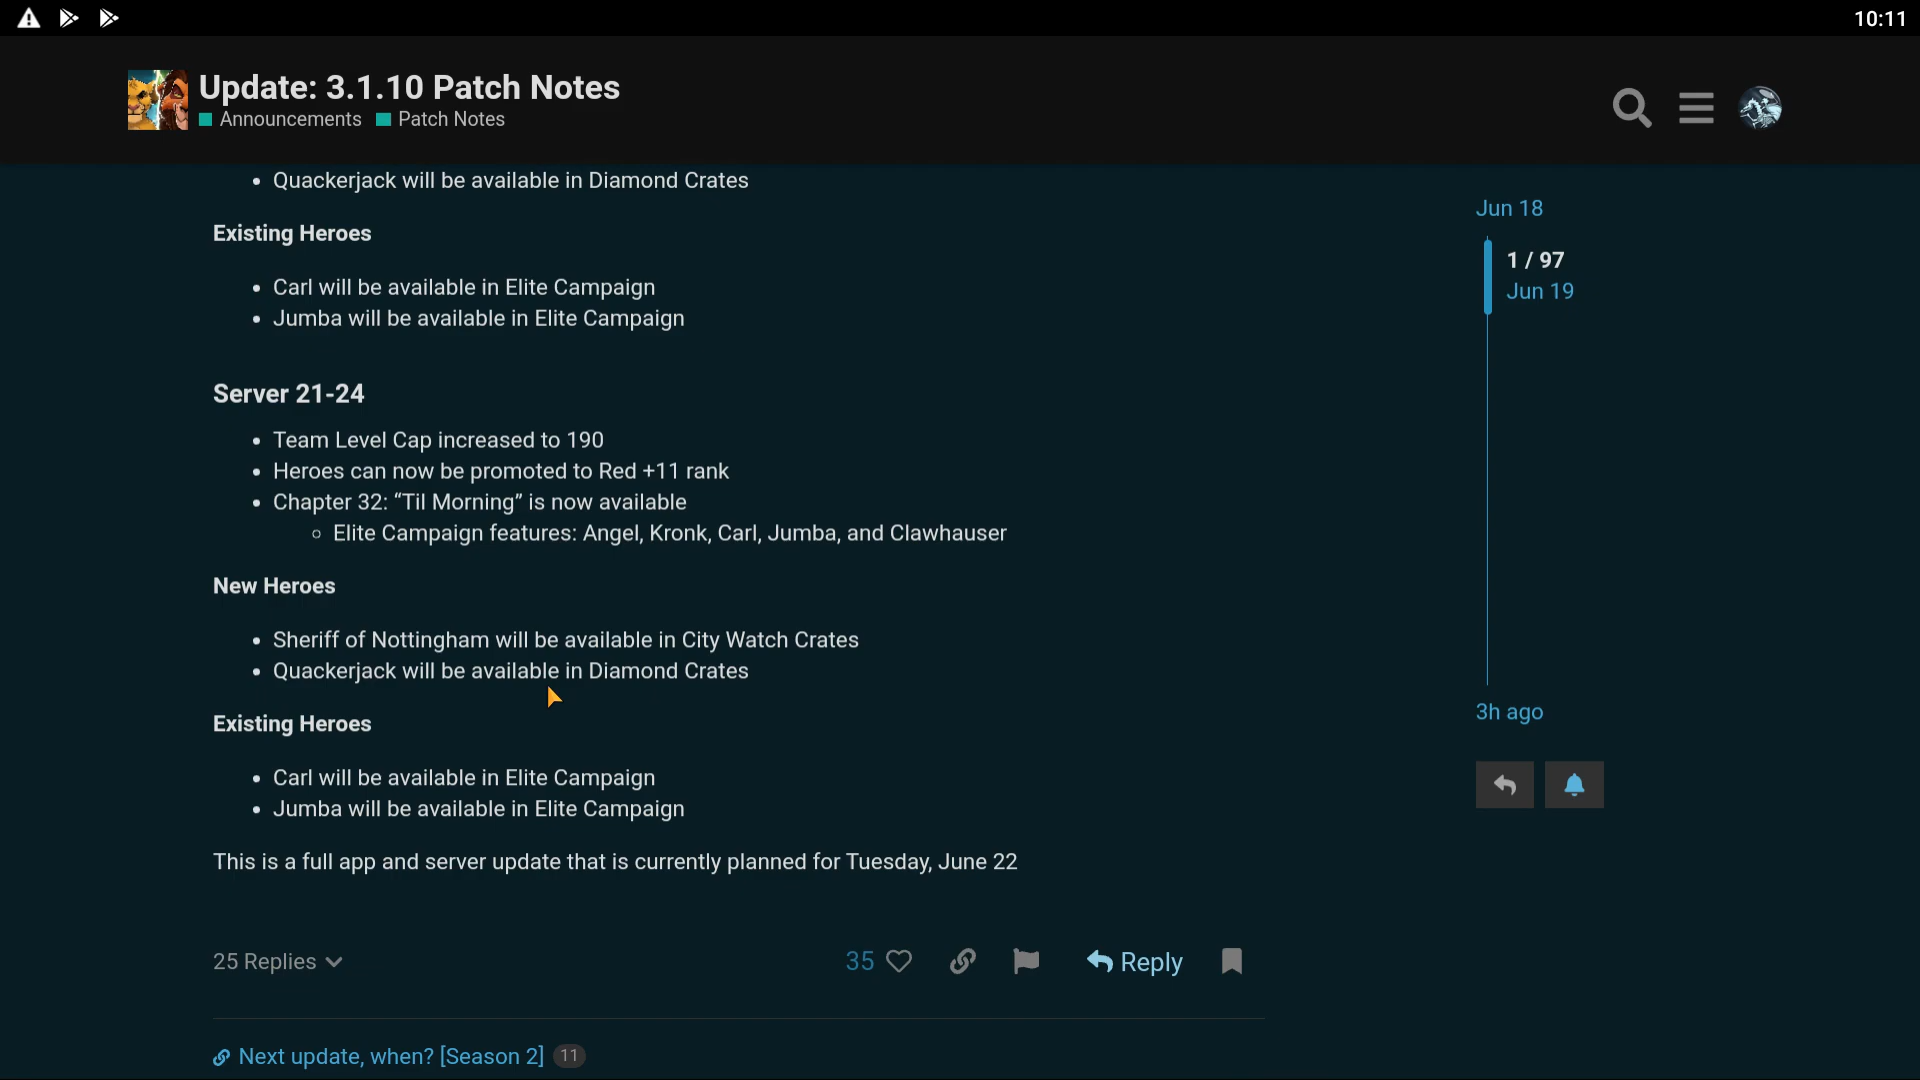 10:11
Update: 3.1.10 Patch Notes
Announcements Patch Notes
Quackerjack will be available in Diamond Crates
Existing Heroes
Carl will be available in Elite Campaign
Jumba will be available in Elite Campaign
Server 21-24
Team Level Cap increased to 190
Heroes can now be promoted to Red +11 rank
Chapter 32: “Til Morning” is now available
Elite Campaign features: Angel, Kronk, Carl, Jumba, and Clawhauser
New Heroes
Sheriff of Nottingham will be available in City Watch Crates
Quackerjack will be available in Diamond Crates
Existing Heroes
Carl will be available in Elite Campaign
Jumba will be available in Elite Campaign
This is a full app and server update that is currently planned for Tuesday, June 22
25 Replies 35 Reply
Next update, when? [Season 2] 11
Jun 18
1 / 97
Jun 19
3h ago